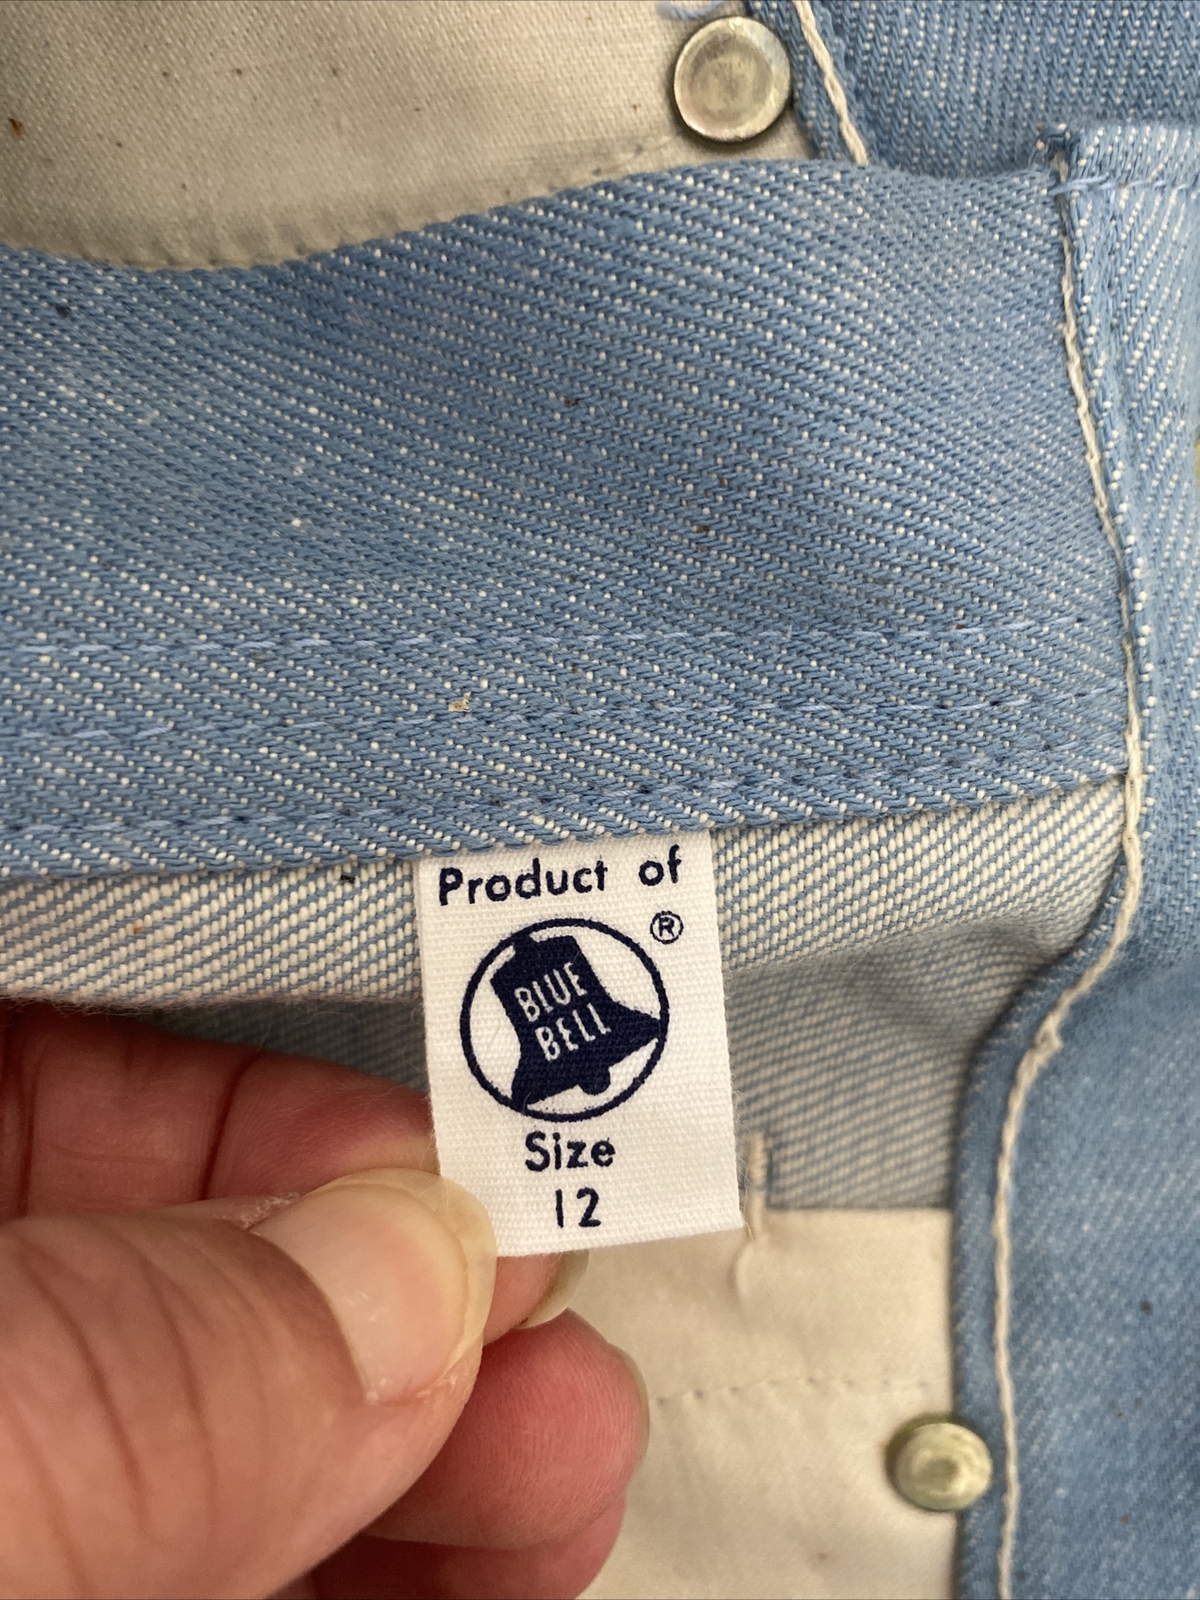 Product of
®
BLUE
BELL
Size
12